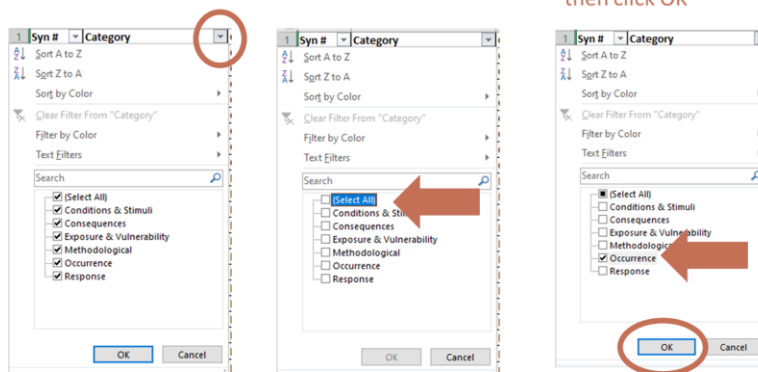 then click OK
1 Syn # Category
Sort A to Z
Sort Z to A
Sort by Color
Clear Filter From "Category"
Filter by Color
Text Filters
Search
(Select All)
Conditions & Stimuli
Consequences
Exposure & Vulnerability
Methodological
Occurrence
Response
OK Cancel
1 Syn # Category
Sort A to Z
Sort Z to A
Sort by Color
Clear Filter From "Category"
Filter by Color
Text Filters
Search
(Select All)
Conditions & Sti
Consequences
Exposure & Vulnerability
Methodological
Occurrence
Response
OK Cancel
1 Syn # Category
Sort A to Z
Sort Z to A
Sort by Color
Clear Filter From "Category"
Filter by Color
Text Filters
Search
(Select All)
Conditions & Stimuli
Consequences
Exposure & Vulnerability
Methodologic
Occurrence
Response
OK Cancel